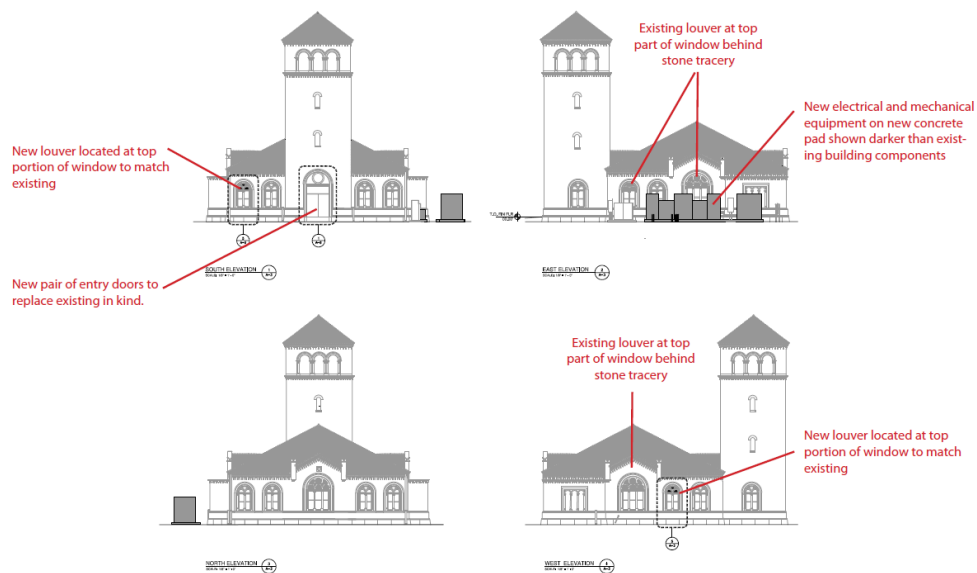 Existing louver at top
part of window behind
stone tracery
New electrical and mechanical
equipment on new concrete
pad shown darker than exist-
ing building components
New louver located at top
portion of window to match
existing
New pair of entry doors to
replace existing in kind.
SOUTH ELEVATION
EAST ELEVATION
Existing louver at top
part of window behind
stone tracery
New louver located at top
portion of window to match
existing
NORTH ELEVATION
WEST ELEVATION